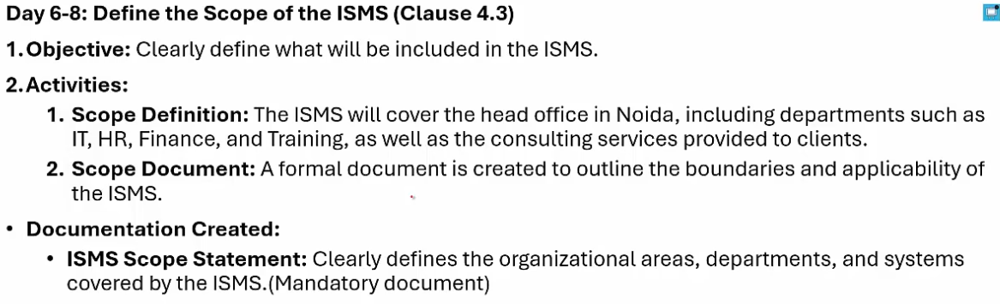 Day 6-8: Define the Scope of the ISMS (Clause 4.3)
1. Objective: Clearly define what will be included in the ISMS.
2. Activities:
1. Scope Definition: The ISMS will cover the head office in Noida, including departments such as
IT, HR, Finance, and Training, as well as the consulting services provided to clients.
2. Scope Document: A formal document is created to outline the boundaries and applicability of
the ISMS.
• Documentation Created:
• ISMS Scope Statement: Clearly defines the organizational areas, departments, and systems
covered by the ISMS.(Mandatory document)